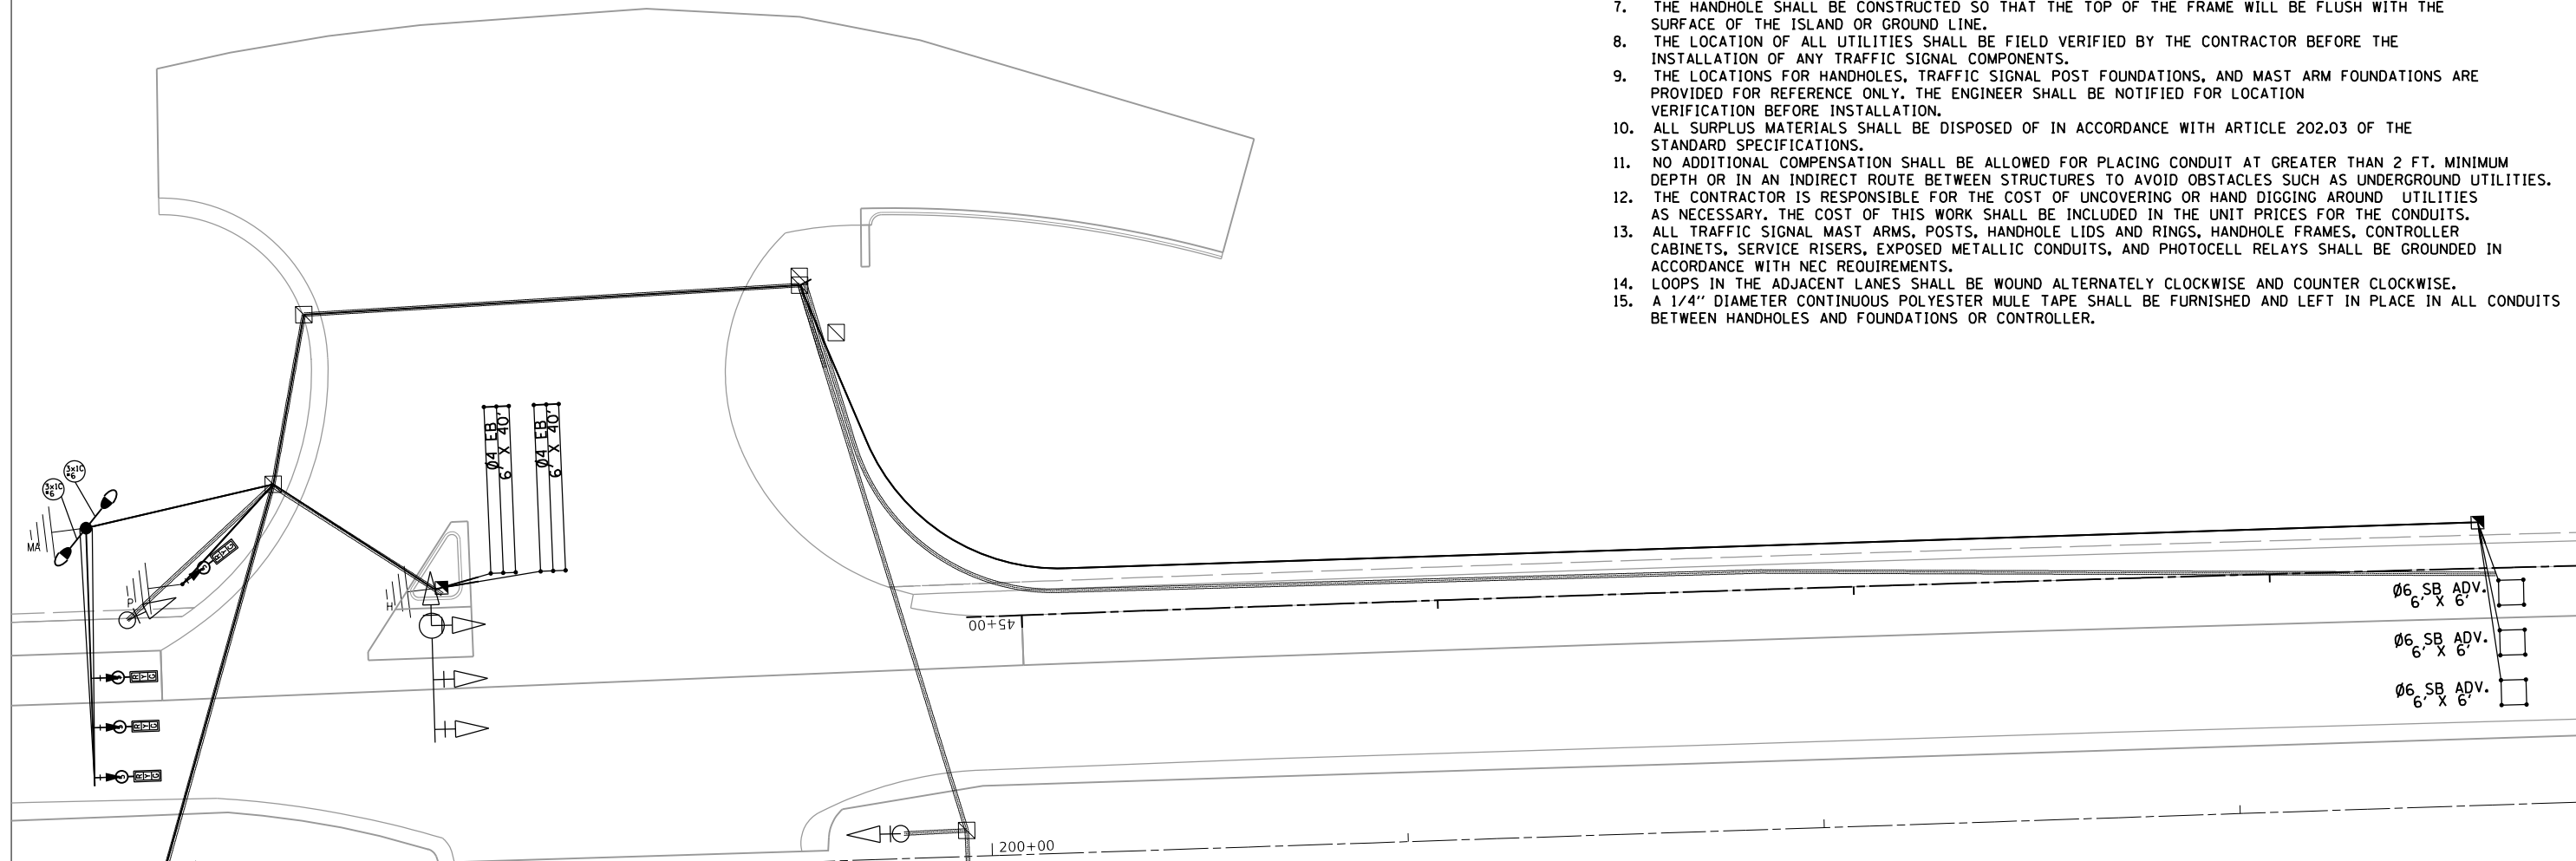 7. THE HANDHOLE SHALL BE CONSTRUCTED SO THAT THE TOP OF THE FRAME WILL BE FLUSH WITH THE
SURFACE OF THE ISLAND OR GROUND LINE.
8. THE LOCATION OF ALL UTILITIES SHALL BE FIELD VERIFIED BY THE CONTRACTOR BEFORE THE
INSTALLATION OF ANY TRAFFIC SIGNAL COMPONENTS.
9. THE LOCATIONS FOR HANDHOLES, TRAFFIC SIGNAL POST FOUNDATIONS, AND MAST ARM FOUNDATIONS ARE
PROVIDED FOR REFERENCE ONLY. THE ENGINEER SHALL BE NOTIFIED FOR LOCATION
VERIFICATION BEFORE INSTALLATION.
10. ALL SURPLUS MATERIALS SHALL BE DISPOSED OF IN ACCORDANCE WITH ARTICLE 202.03 OF THE
STANDARD SPECIFICATIONS.
11. NO ADDITIONAL COMPENSATION SHALL BE ALLOWED FOR PLACING CONDUIT AT GREATER THAN 2 FT. MINIMUM
DEPTH OR IN AN INDIRECT ROUTE BETWEEN STRUCTURES TO AVOID OBSTACLES SUCH AS UNDERGROUND UTILITIES.
12. THE CONTRACTOR IS RESPONSIBLE FOR THE COST OF UNCOVERING OR HAND DIGGING AROUND UTILITIES
AS NECESSARY. THE COST OF THIS WORK SHALL BE INCLUDED IN THE UNIT PRICES FOR THE CONDUITS.
13. ALL TRAFFIC SIGNAL MAST ARMS, POSTS, HANDHOLE LIDS AND RINGS, HANDHOLE FRAMES, CONTROLLER
CABINETS, SERVICE RISERS, EXPOSED METALLIC CONDUITS, AND PHOTOCELL RELAYS SHALL BE GROUNDED IN
ACCORDANCE WITH NEC REQUIREMENTS.
14. LOOPS IN THE ADJACENT LANES SHALL BE WOUND ALTERNATELY CLOCKWISE AND COUNTER CLOCKWISE.
15. A 1/4" DIAMETER CONTINUOUS POLYESTER MULE TAPE SHALL BE FURNISHED AND LEFT IN PLACE IN ALL CONDUITS
BETWEEN HANDHOLES AND FOUNDATIONS OR CONTROLLER.
Ø4 EB
6' X 40'
Ø4 EB
6' X 40'
3x1C
#6
3x1C
#6
MA
RYG
P
H
45+00
Ø6 SB ADV.
6' X 6'
Ø6 SB ADV.
6' X 6'
Ø6 SB ADV.
6' X 6'
5 RYG
5 RYG
5 RYG
200+00